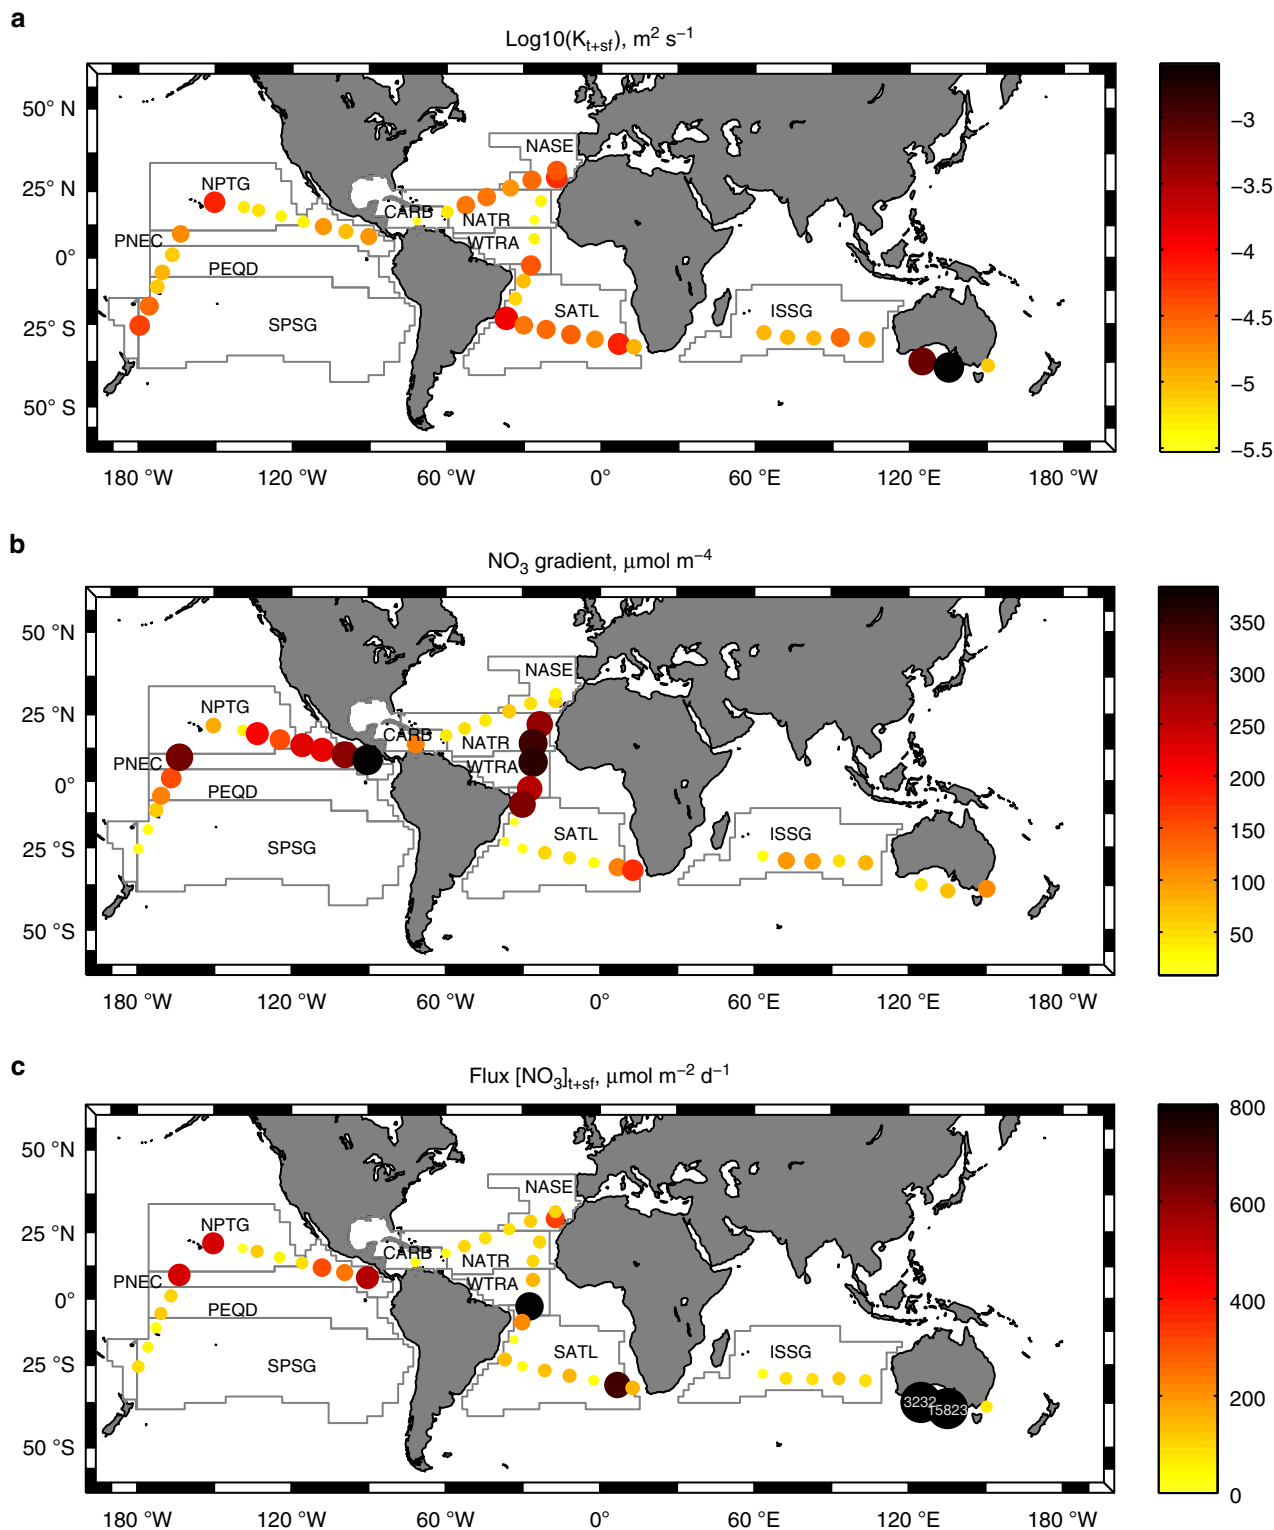 a
Log10(Kt+sf), m² s⁻¹
50° N
25° N
0°
25° S
50° S
NASE
NPTG
CARB
NATR
PNEC
WTRA
PEQD
SATL
ISSG
SPSG
180 °W
120 °W
60 °W
0°
60 °E
120 °E
180 °W
−3
−3.5
−4
−4.5
−5
−5.5
b
NO₃ gradient, μmol m⁻⁴
50 °N
25 °N
0°
25 °S
50 °S
NASE
NPTG
CARB
NATR
PNEC
WTRA
PEQD
SATL
ISSG
SPSG
180 °W
120 °W
60 °W
0°
60 °E
120 °E
180 °W
350
300
250
200
150
100
50
c
Flux [NO₃]t+sf, μmol m⁻² d⁻¹
50 °N
25 °N
0°
25 °S
50 °S
NASE
NPTG
CARB
NATR
PNEC
WTRA
PEQD
SATL
ISSG
SPSG
3232
15823
180 °W
120 °W
60 °W
0°
60 °E
120 °E
180 °W
800
600
400
200
0